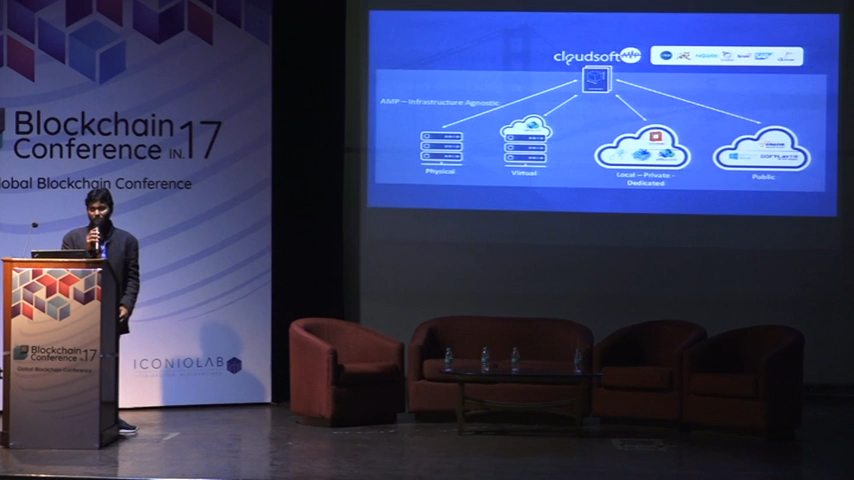 Blockchain
Conference IN.17
lobal Blockchain Conference
cloudsoft
AMP – Infrastructure Agnostic
Physical
Virtual
Local – Private –
Dedicated
Public
Blockchain
Conference IN.17
Global Blockchain Conference
ICONIOLAB